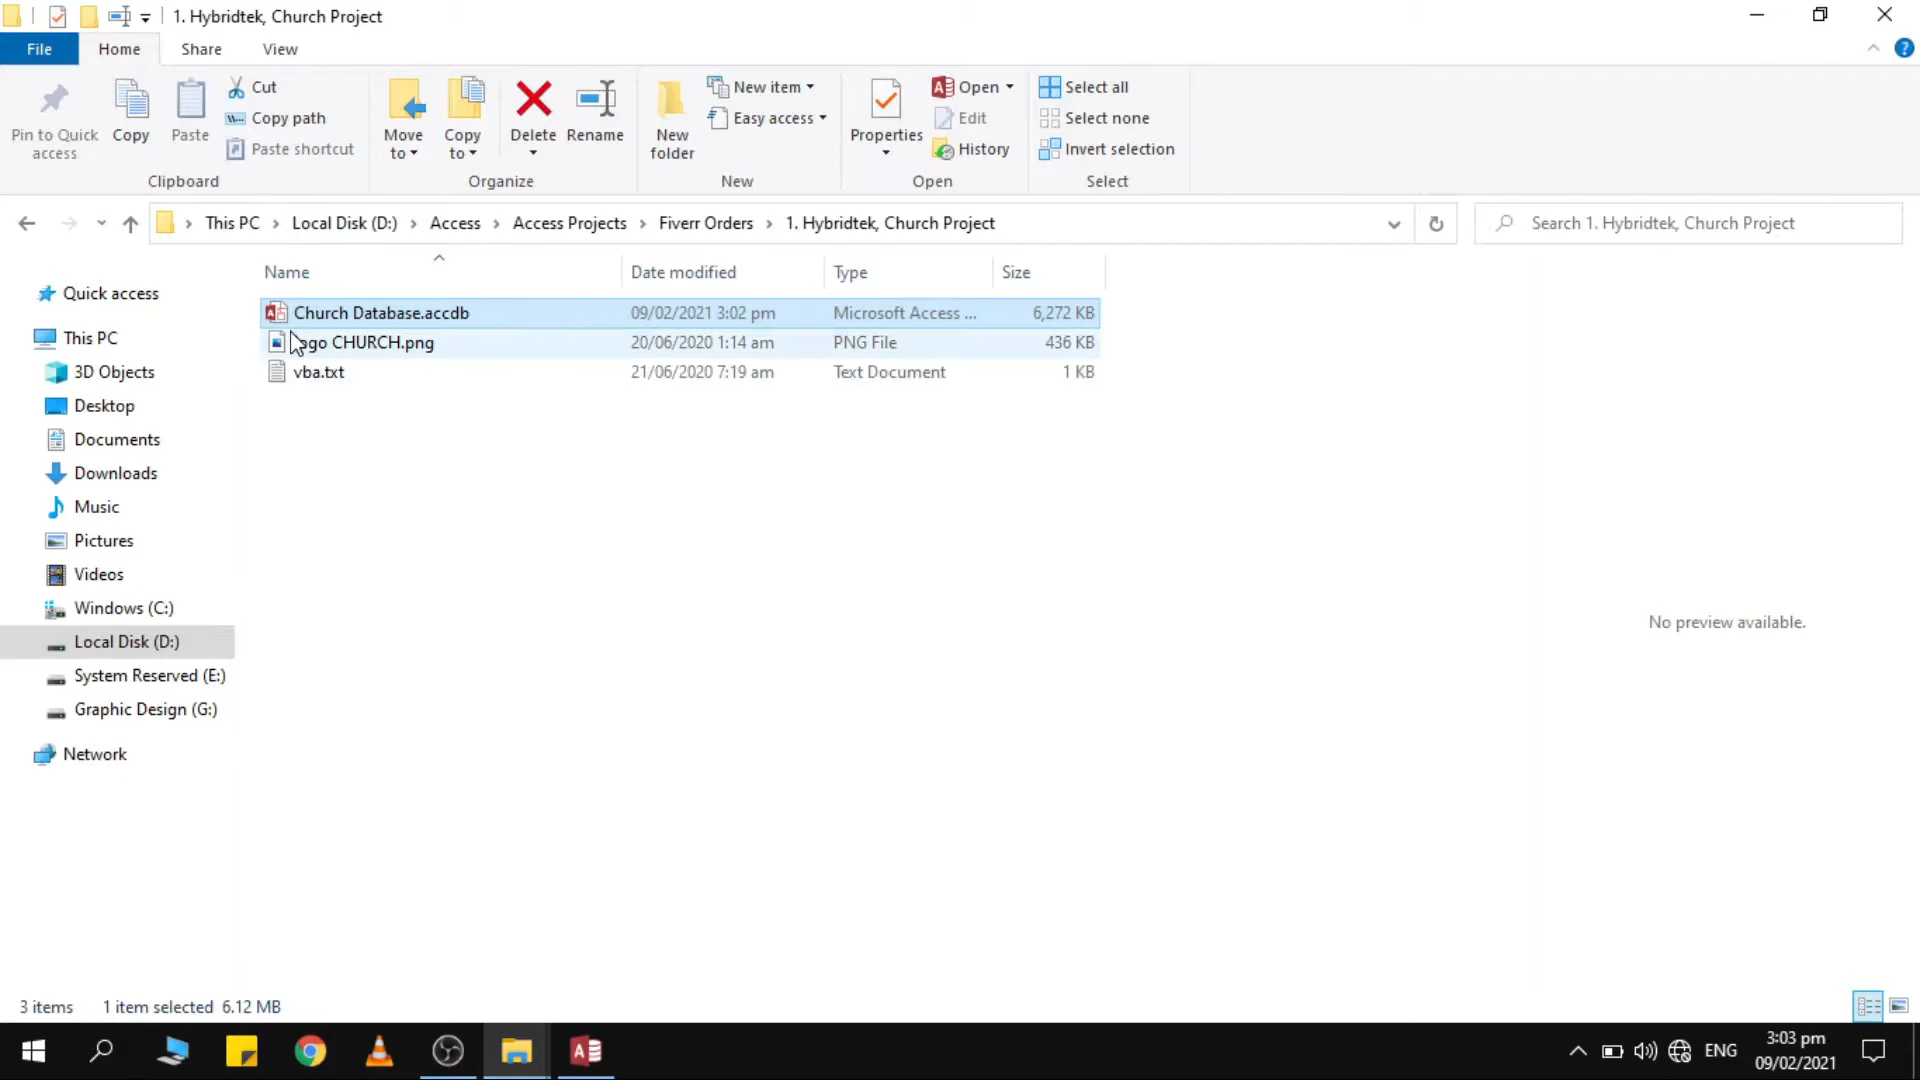 1. Hybridtek, Church Project
File Home Share View
Pin to Quick access
Copy
Paste
Cut
Copy path
Paste shortcut
Clipboard
Move to
Copy to
Delete
Rename
Organize
New folder
New item
Easy access
New
Properties
Open
Edit
History
Open
Select all
Select none
Invert selection
Select
This PC > Local Disk (D:) > Access > Access Projects > Fiverr Orders > 1. Hybridtek, Church Project
Search 1. Hybridtek, Church Project
Name Date modified Type Size
Church Database.accdb 09/02/2021 3:02 pm Microsoft Access ... 6,272 KB
ogo CHURCH.png 20/06/2020 1:14 am PNG File 436 KB
vba.txt 21/06/2020 7:19 am Text Document 1 KB
Quick access
This PC
3D Objects
Desktop
Documents
Downloads
Music
Pictures
Videos
Windows (C:)
Local Disk (D:)
System Reserved (E:)
Graphic Design (G:)
Network
No preview available.
3 items 1 item selected 6.12 MB
ENG
3:03 pm
09/02/2021